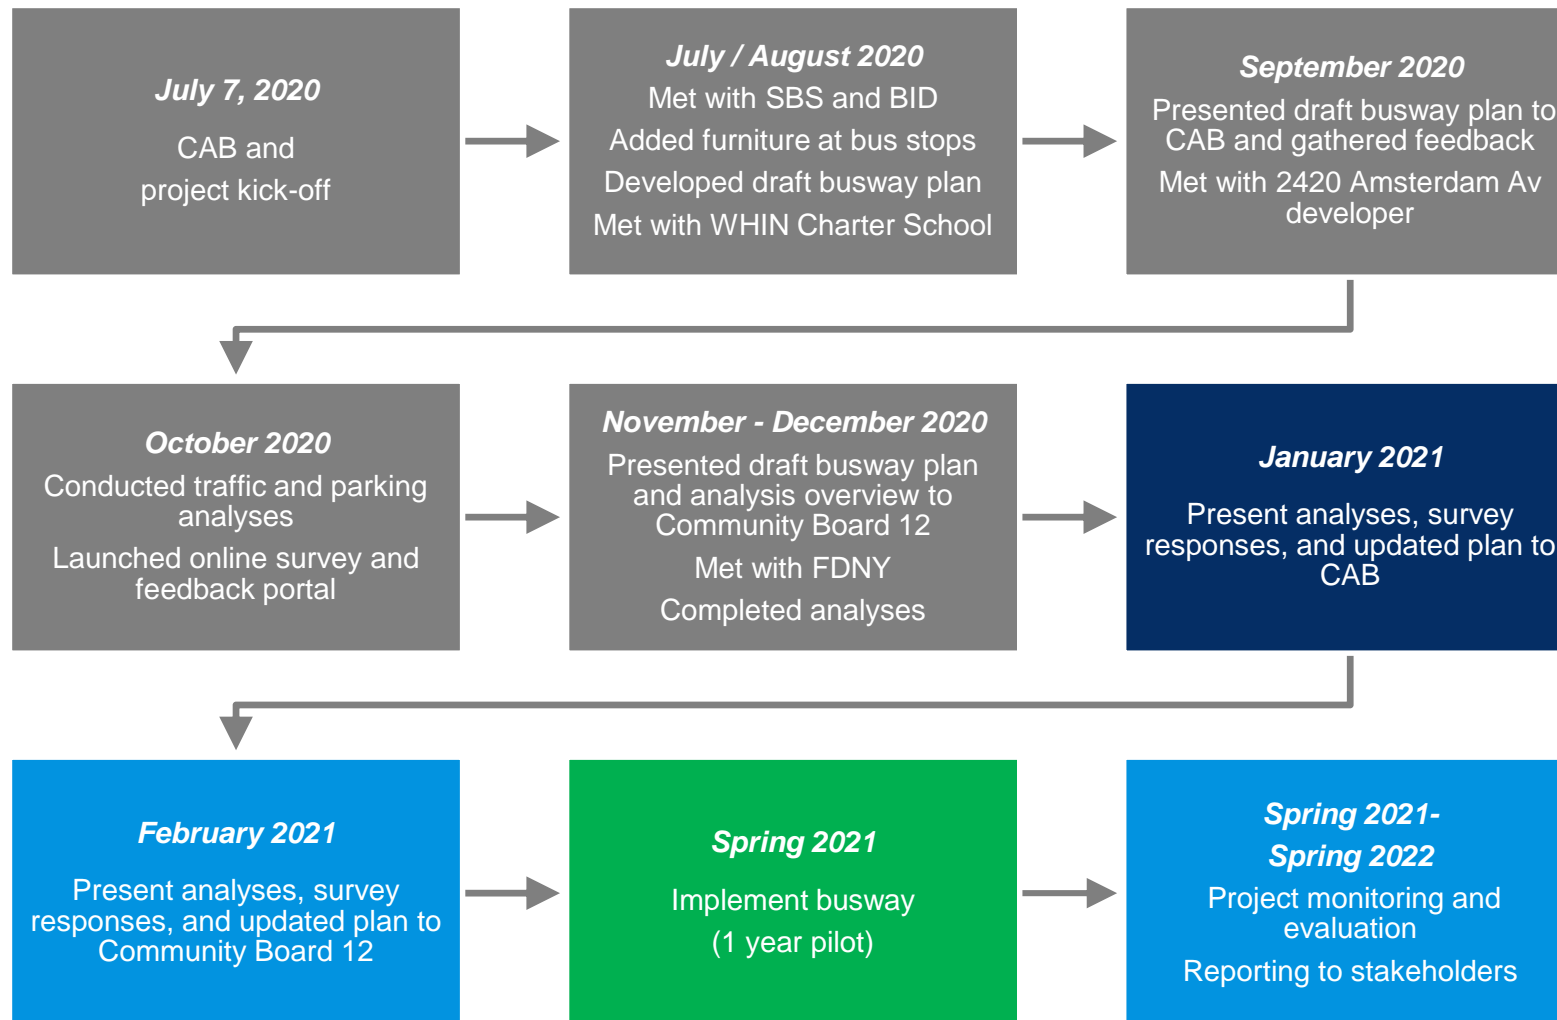 July 7, 2020
CAB and
project kick-off
July / August 2020
Met with SBS and BID
Added furniture at bus stops
Developed draft busway plan
Met with WHIN Charter School
September 2020
Presented draft busway plan to
CAB and gathered feedback
Met with 2420 Amsterdam Av
developer
October 2020
Conducted traffic and parking
analyses
Launched online survey and
feedback portal
November - December 2020
Presented draft busway plan
and analysis overview to
Community Board 12
Met with FDNY
Completed analyses
January 2021
Present analyses, survey
responses, and updated plan to
CAB
February 2021
Present analyses, survey
responses, and updated plan to
Community Board 12
Spring 2021
Implement busway
(1 year pilot)
Spring 2021-
Spring 2022
Project monitoring and
evaluation
Reporting to stakeholders